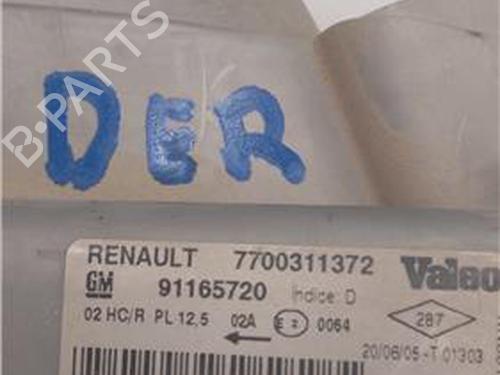 B-PARTS
DER
RENAULT 7700311372 Valeo
GM 91165720 Indice: D
02 HC/R PL 12,5 02A E2 0064 287
20/06/05-T 01303